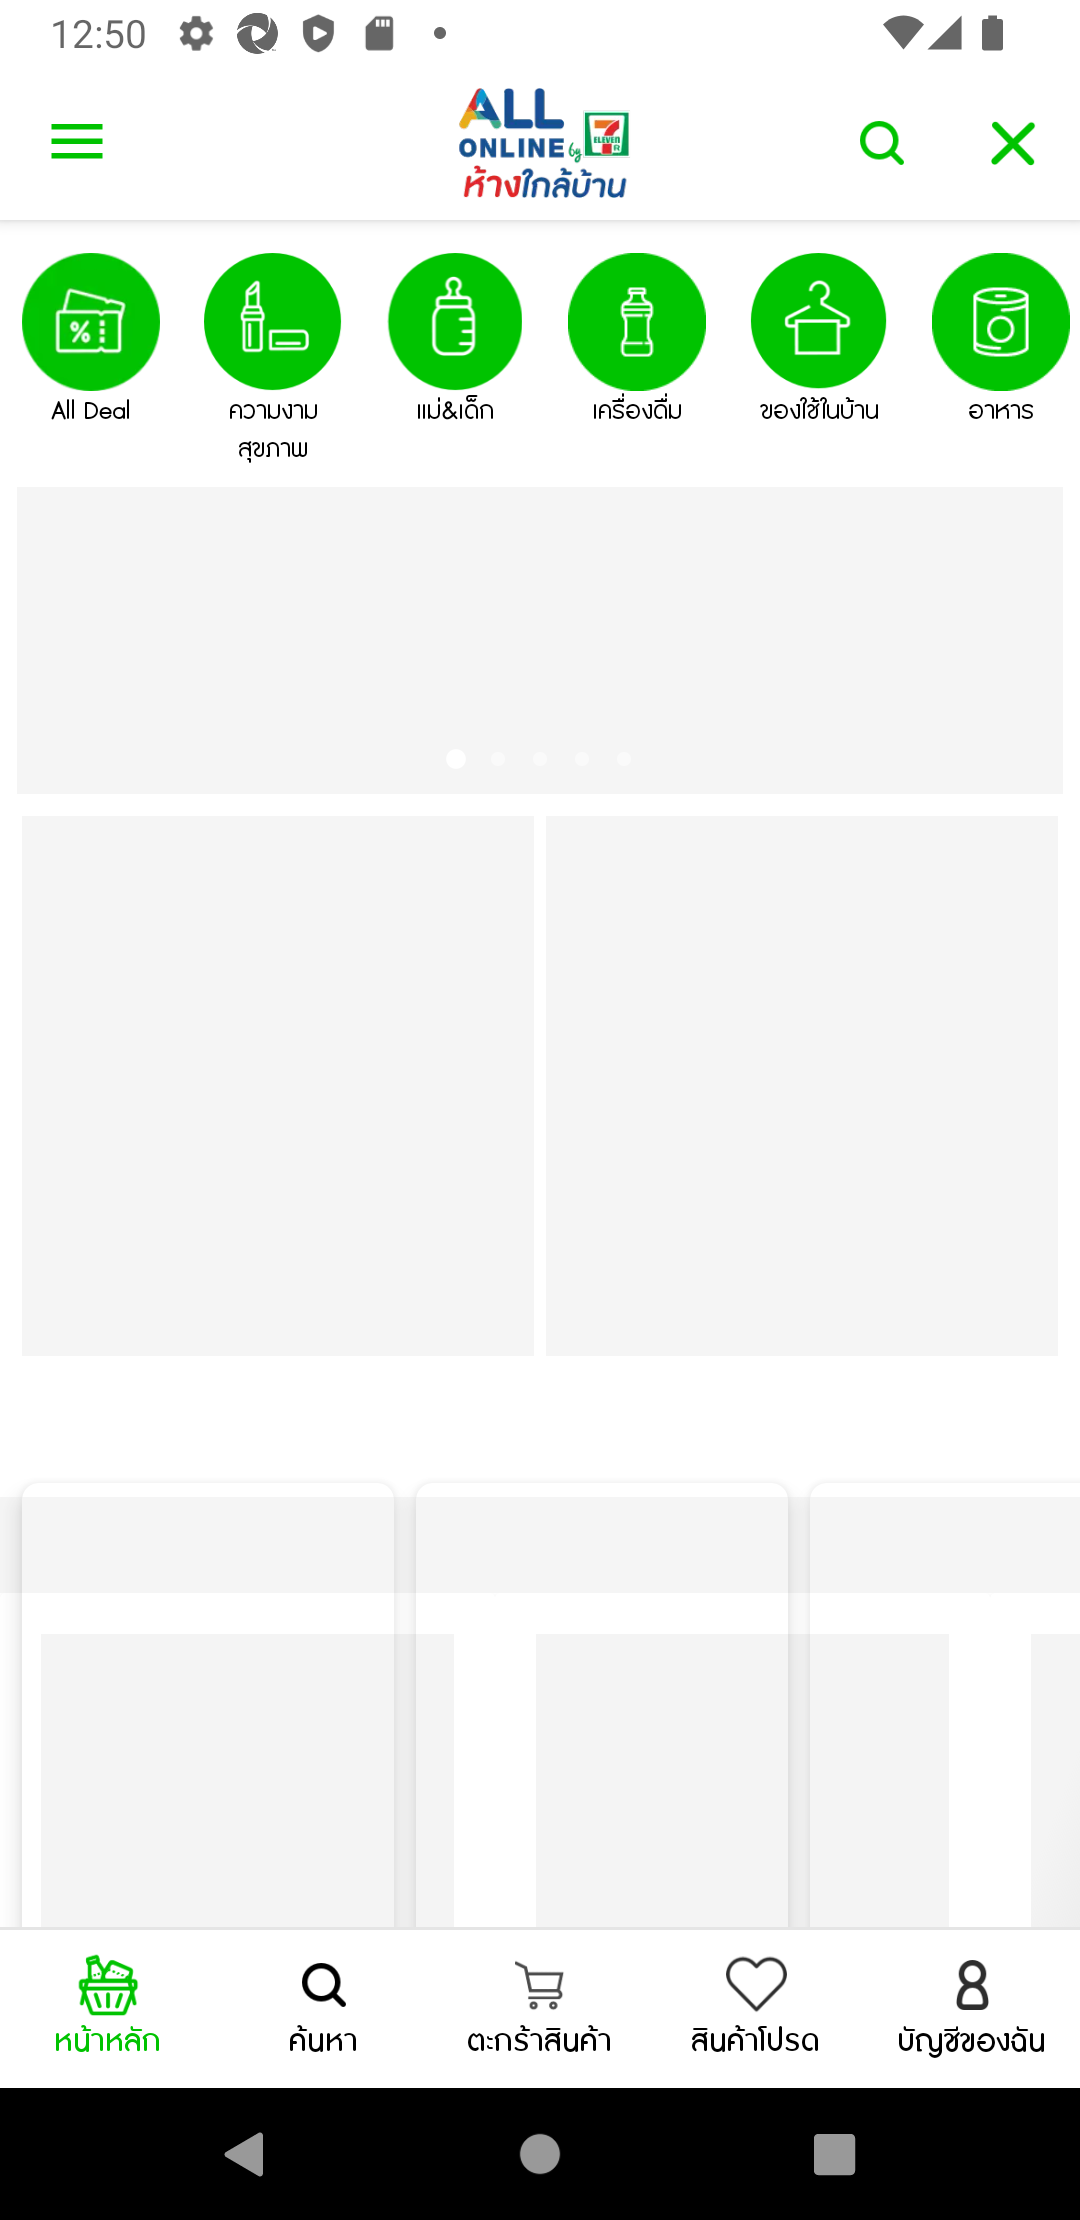 12:50
ALL
ONLINE by 7 ELEVEN R
ห้างใกล้บ้าน
All Deal
ความงาม
สุขภาพ
แม่&เด็ก
เครื่องดื่ม
ของใช้ในบ้าน
อาหาร
หน้าหลัก
ค้นหา
ตะกร้าสินค้า
สินค้าโปรด
บัญชีของฉัน